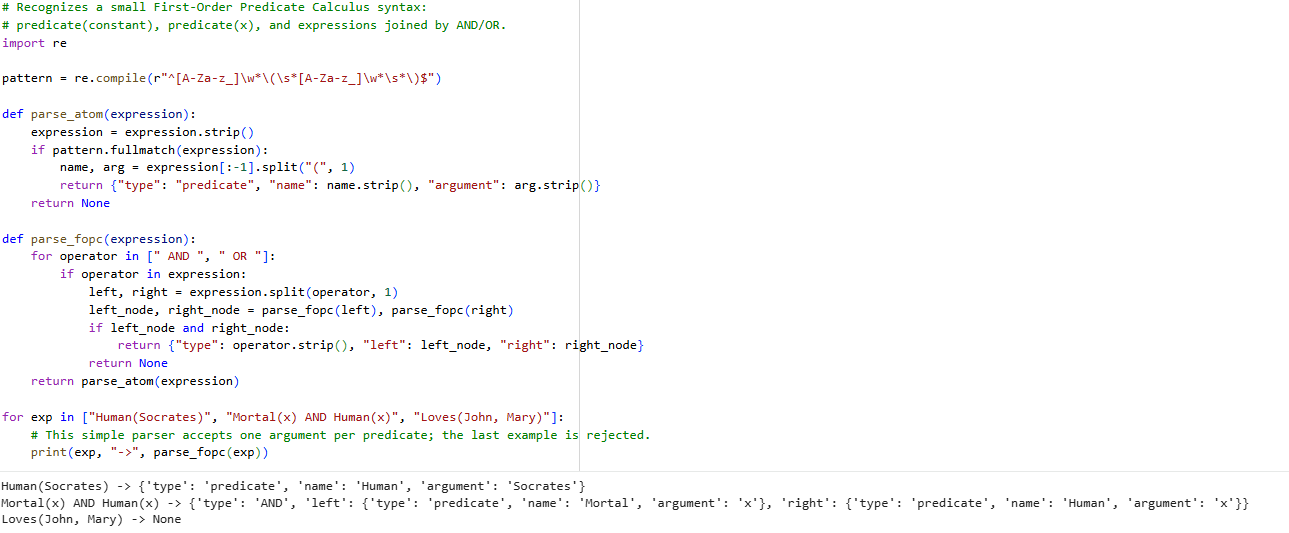 # Recognizes a small First-Order Predicate Calculus syntax:
# predicate(constant), predicate(x), and expressions joined by AND/OR.
import re

pattern = re.compile(r"^[A-Za-z_]\w*\(\s*[A-Za-z_]\w*\s*\)$")

def parse_atom(expression):
    expression = expression.strip()
    if pattern.fullmatch(expression):
        name, arg = expression[:-1].split("(", 1)
        return {"type": "predicate", "name": name.strip(), "argument": arg.strip()}
    return None

def parse_fopc(expression):
    for operator in [" AND ", " OR "]:
        if operator in expression:
            left, right = expression.split(operator, 1)
            left_node, right_node = parse_fopc(left), parse_fopc(right)
            if left_node and right_node:
                return {"type": operator.strip(), "left": left_node, "right": right_node}
            return None
    return parse_atom(expression)

for exp in ["Human(Socrates)", "Mortal(x) AND Human(x)", "Loves(John, Mary)"]:
    # This simple parser accepts one argument per predicate; the last example is rejected.
    print(exp, "->", parse_fopc(exp))

Human(Socrates) -> {'type': 'predicate', 'name': 'Human', 'argument': 'Socrates'}
Mortal(x) AND Human(x) -> {'type': 'AND', 'left': {'type': 'predicate', 'name': 'Mortal', 'argument': 'x'}, 'right': {'type': 'predicate', 'name': 'Human', 'argument': 'x'}}
Loves(John, Mary) -> None